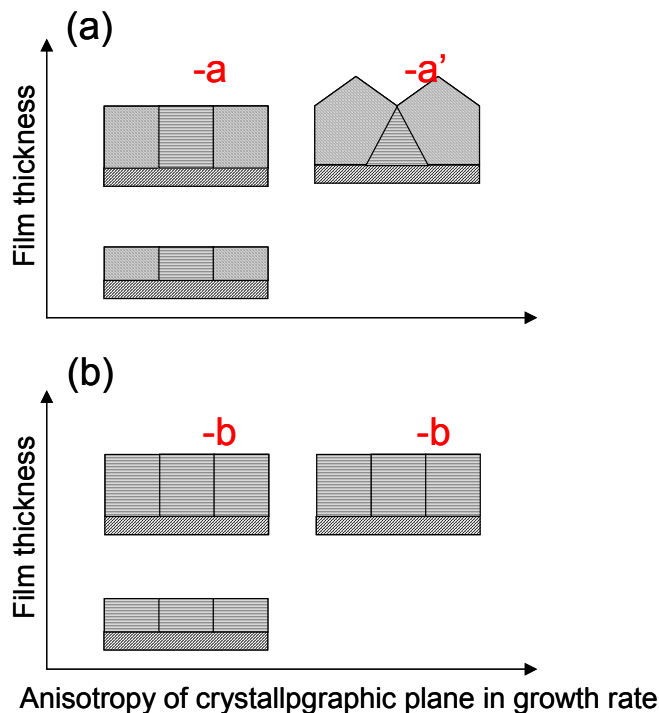 (a)
-a
-a’
Film thickness
(b)
-b
-b
Film thickness
Anisotropy of crystallpgraphic plane in growth rate